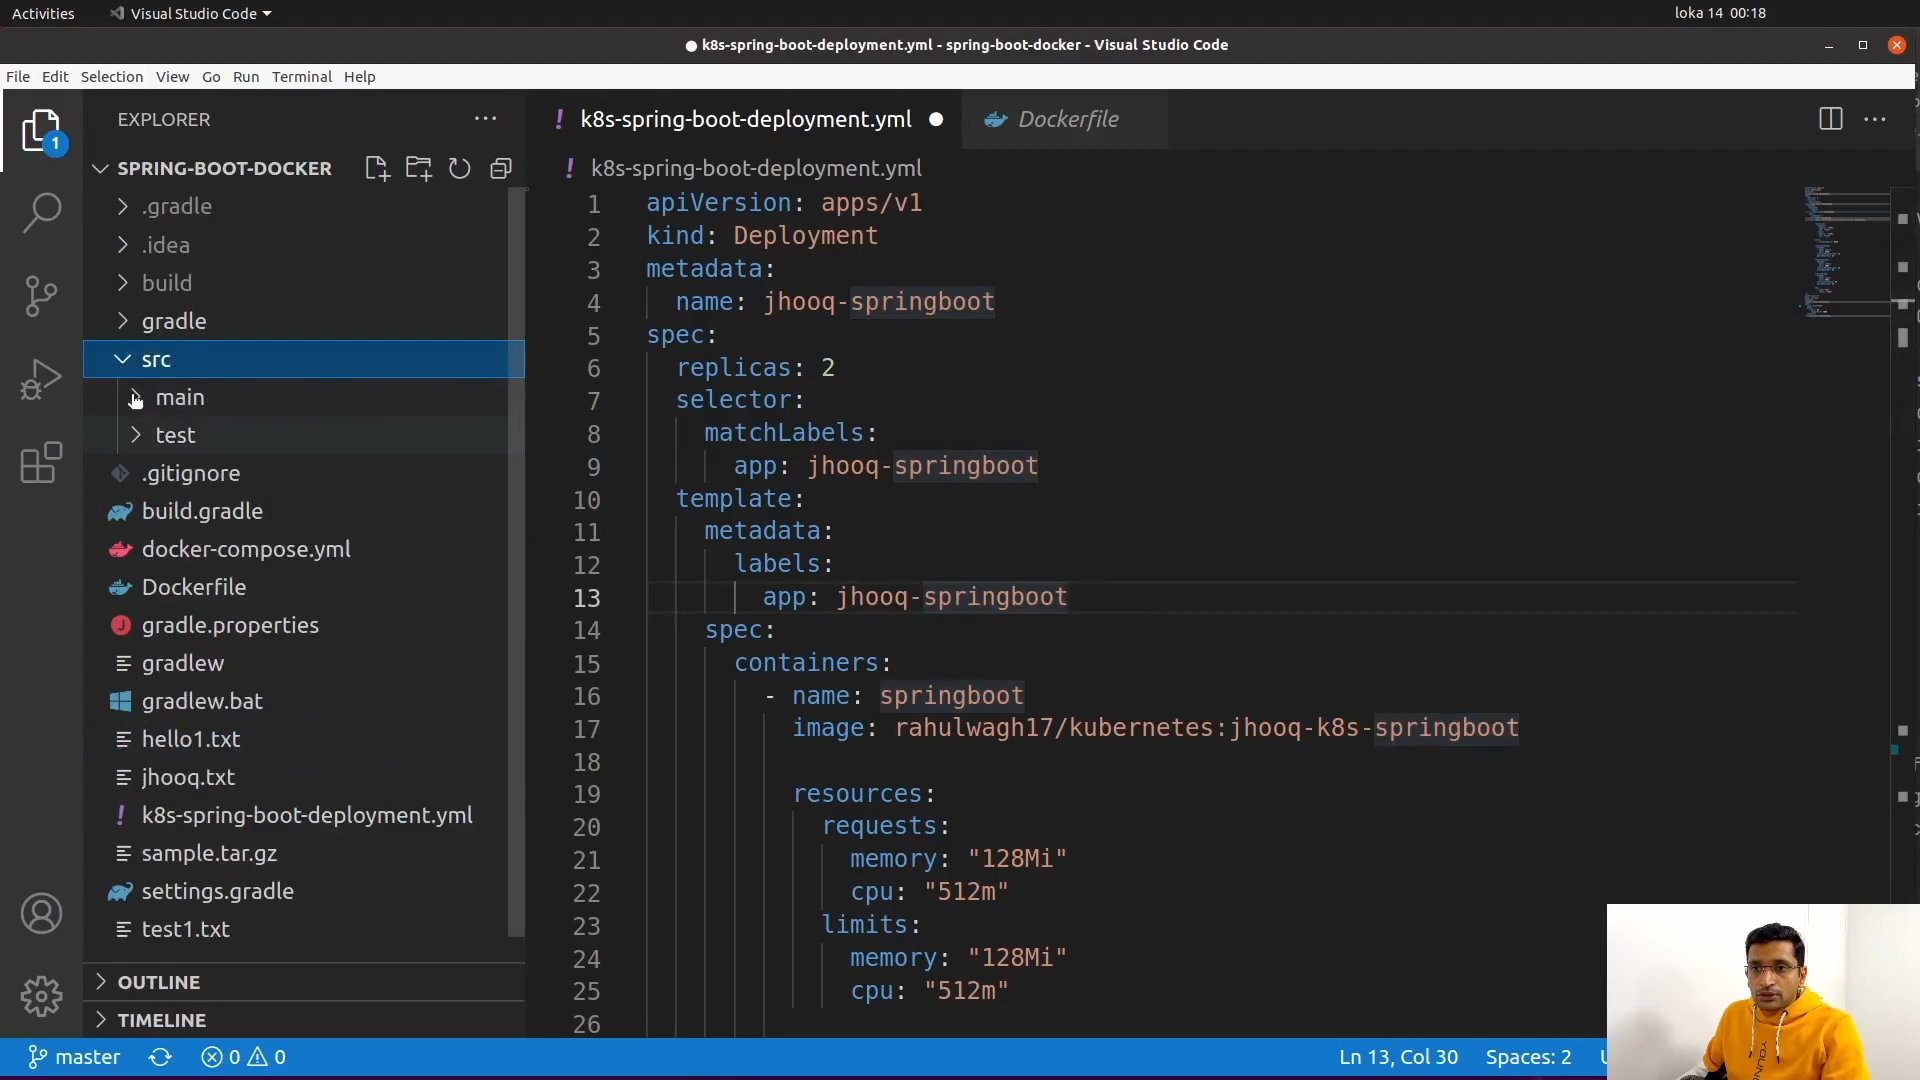 Activities
Visual Studio Code
loka 14 00:18
k8s-spring-boot-deployment.yml - spring-boot-docker - Visual Studio Code
File Edit Selection View Go Run Terminal Help
1
EXPLORER
SPRING-BOOT-DOCKER
.gradle
.idea
build
gradle
src
main
test
.gitignore
build.gradle
docker-compose.yml
Dockerfile
gradle.properties
gradlew
gradlew.bat
hello1.txt
jhooq.txt
k8s-spring-boot-deployment.yml
sample.tar.gz
settings.gradle
test1.txt
OUTLINE
TIMELINE
k8s-spring-boot-deployment.yml
Dockerfile
k8s-spring-boot-deployment.yml
1 apiVersion: apps/v1
2 kind: Deployment
3 metadata:
4 name: jhooq-springboot
5 spec:
6 replicas: 2
7 selector:
8 matchLabels:
9 app: jhooq-springboot
10 template:
11 metadata:
12 labels:
13 app: jhooq-springboot
14 spec:
15 containers:
16 - name: springboot
17 image: rahulwagh17/kubernetes:jhooq-k8s-springboot
18
19 resources:
20 requests:
21 memory: "128Mi"
22 cpu: "512m"
23 limits:
24 memory: "128Mi"
25 cpu: "512m"
26
master
0 0
Ln 13, Col 30
Spaces: 2